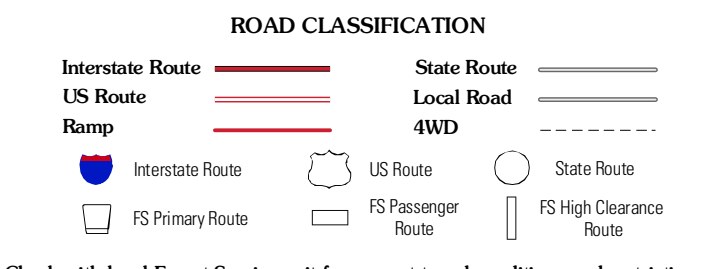 ROAD CLASSIFICATION
Interstate Route State Route
US Route Local Road
Ramp 4WD
Interstate Route US Route State Route
FS Primary Route FS Passenger Route FS High Clearance Route